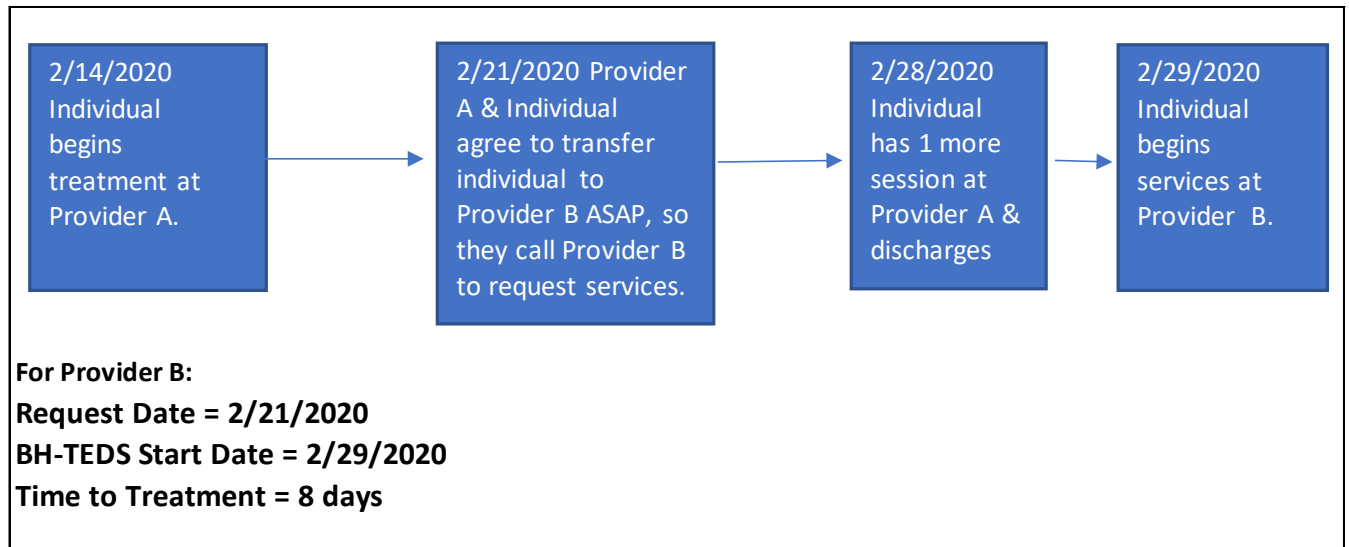 2/14/2020
Individual
begins
treatment at
Provider A.
2/21/2020 Provider
A & Individual
agree to transfer
individual to
Provider B ASAP, so
they call Provider B
to request services.
2/28/2020
Individual
has 1 more
session at
Provider A &
discharges
2/29/2020
Individual
begins
services at
Provider B.
For Provider B:
Request Date = 2/21/2020
BH-TEDS Start Date = 2/29/2020
Time to Treatment = 8 days